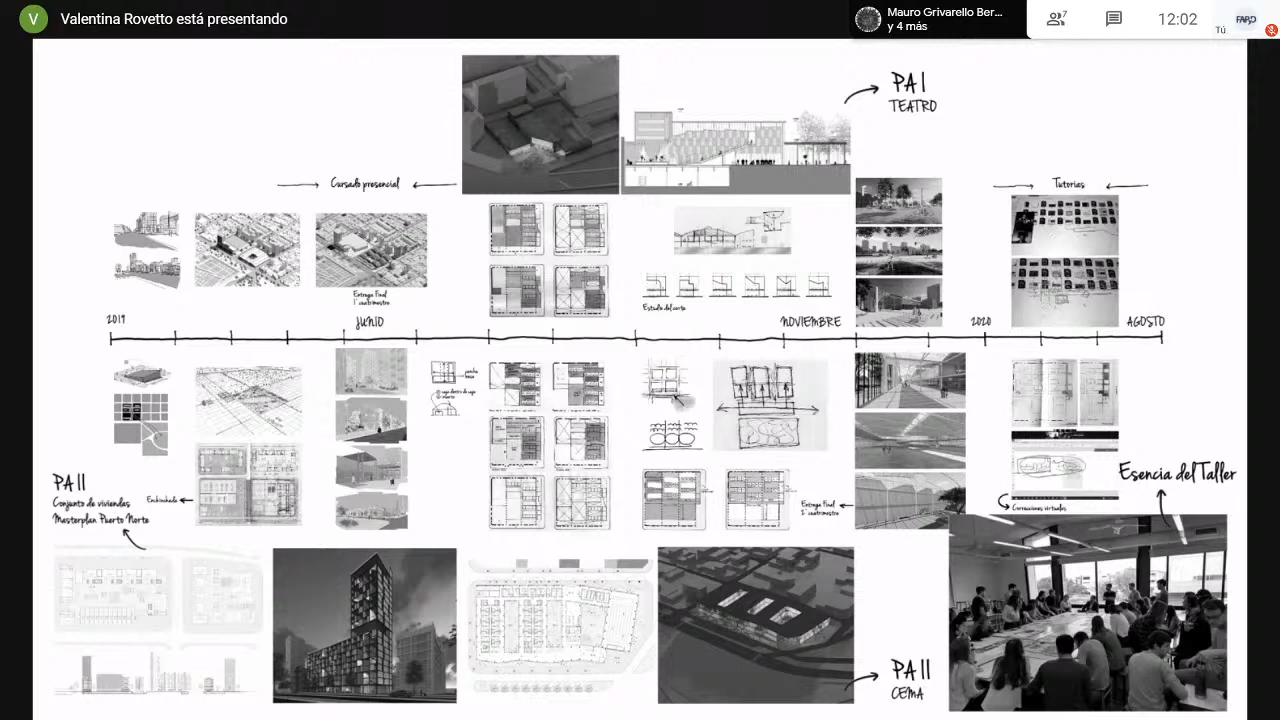 V
Valentina Rovetto está presentando
Mauro Grivarello Ber...
y 4 más
7
12:02
Tú
PA I
TEATRO
Cursado presencial
Tutorias
Entrega Final
1° cuatrimestre
Estudio del corte
2019
JUNIO
NOVIEMBRE
2020
AGOSTO
PA II
Conjunto de viviendas
Masterplan Puerto Norte
Enchinchada
Entrega Final
2° cuatrimestre
Correcciones virtuales
Esencia del Taller
PA II
CEMA